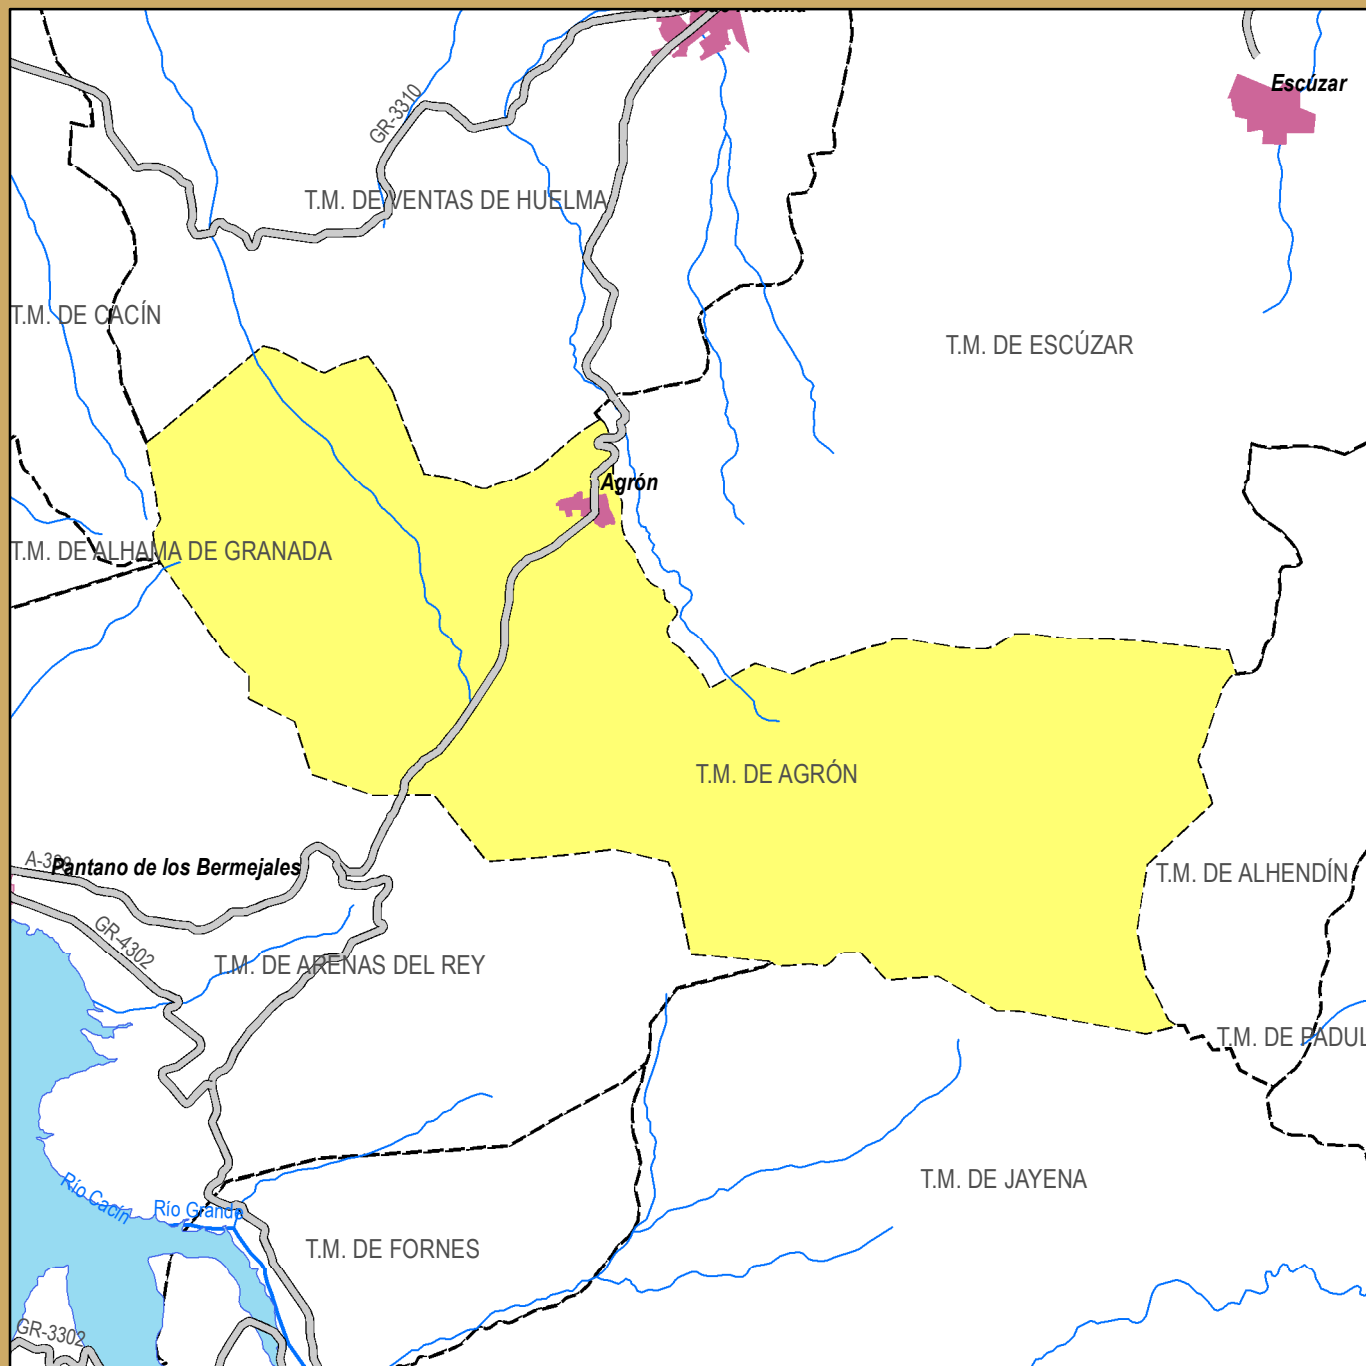 Escúzar
GR-3310
T.M. DE VENTAS DE HUELMA
T.M. DE CACÍN
T.M. DE ESCÚZAR
Agrón
T.M. DE ALHAMA DE GRANADA
T.M. DE AGRÓN
Pantano de los Bermejales
T.M. DE ALHENDÍN
GR-4302
T.M. DE ARENAS DEL REY
T.M. DE PADUL
T.M. DE JAYENA
Río Cacín
Río Grande
T.M. DE FORNES
GR-3302